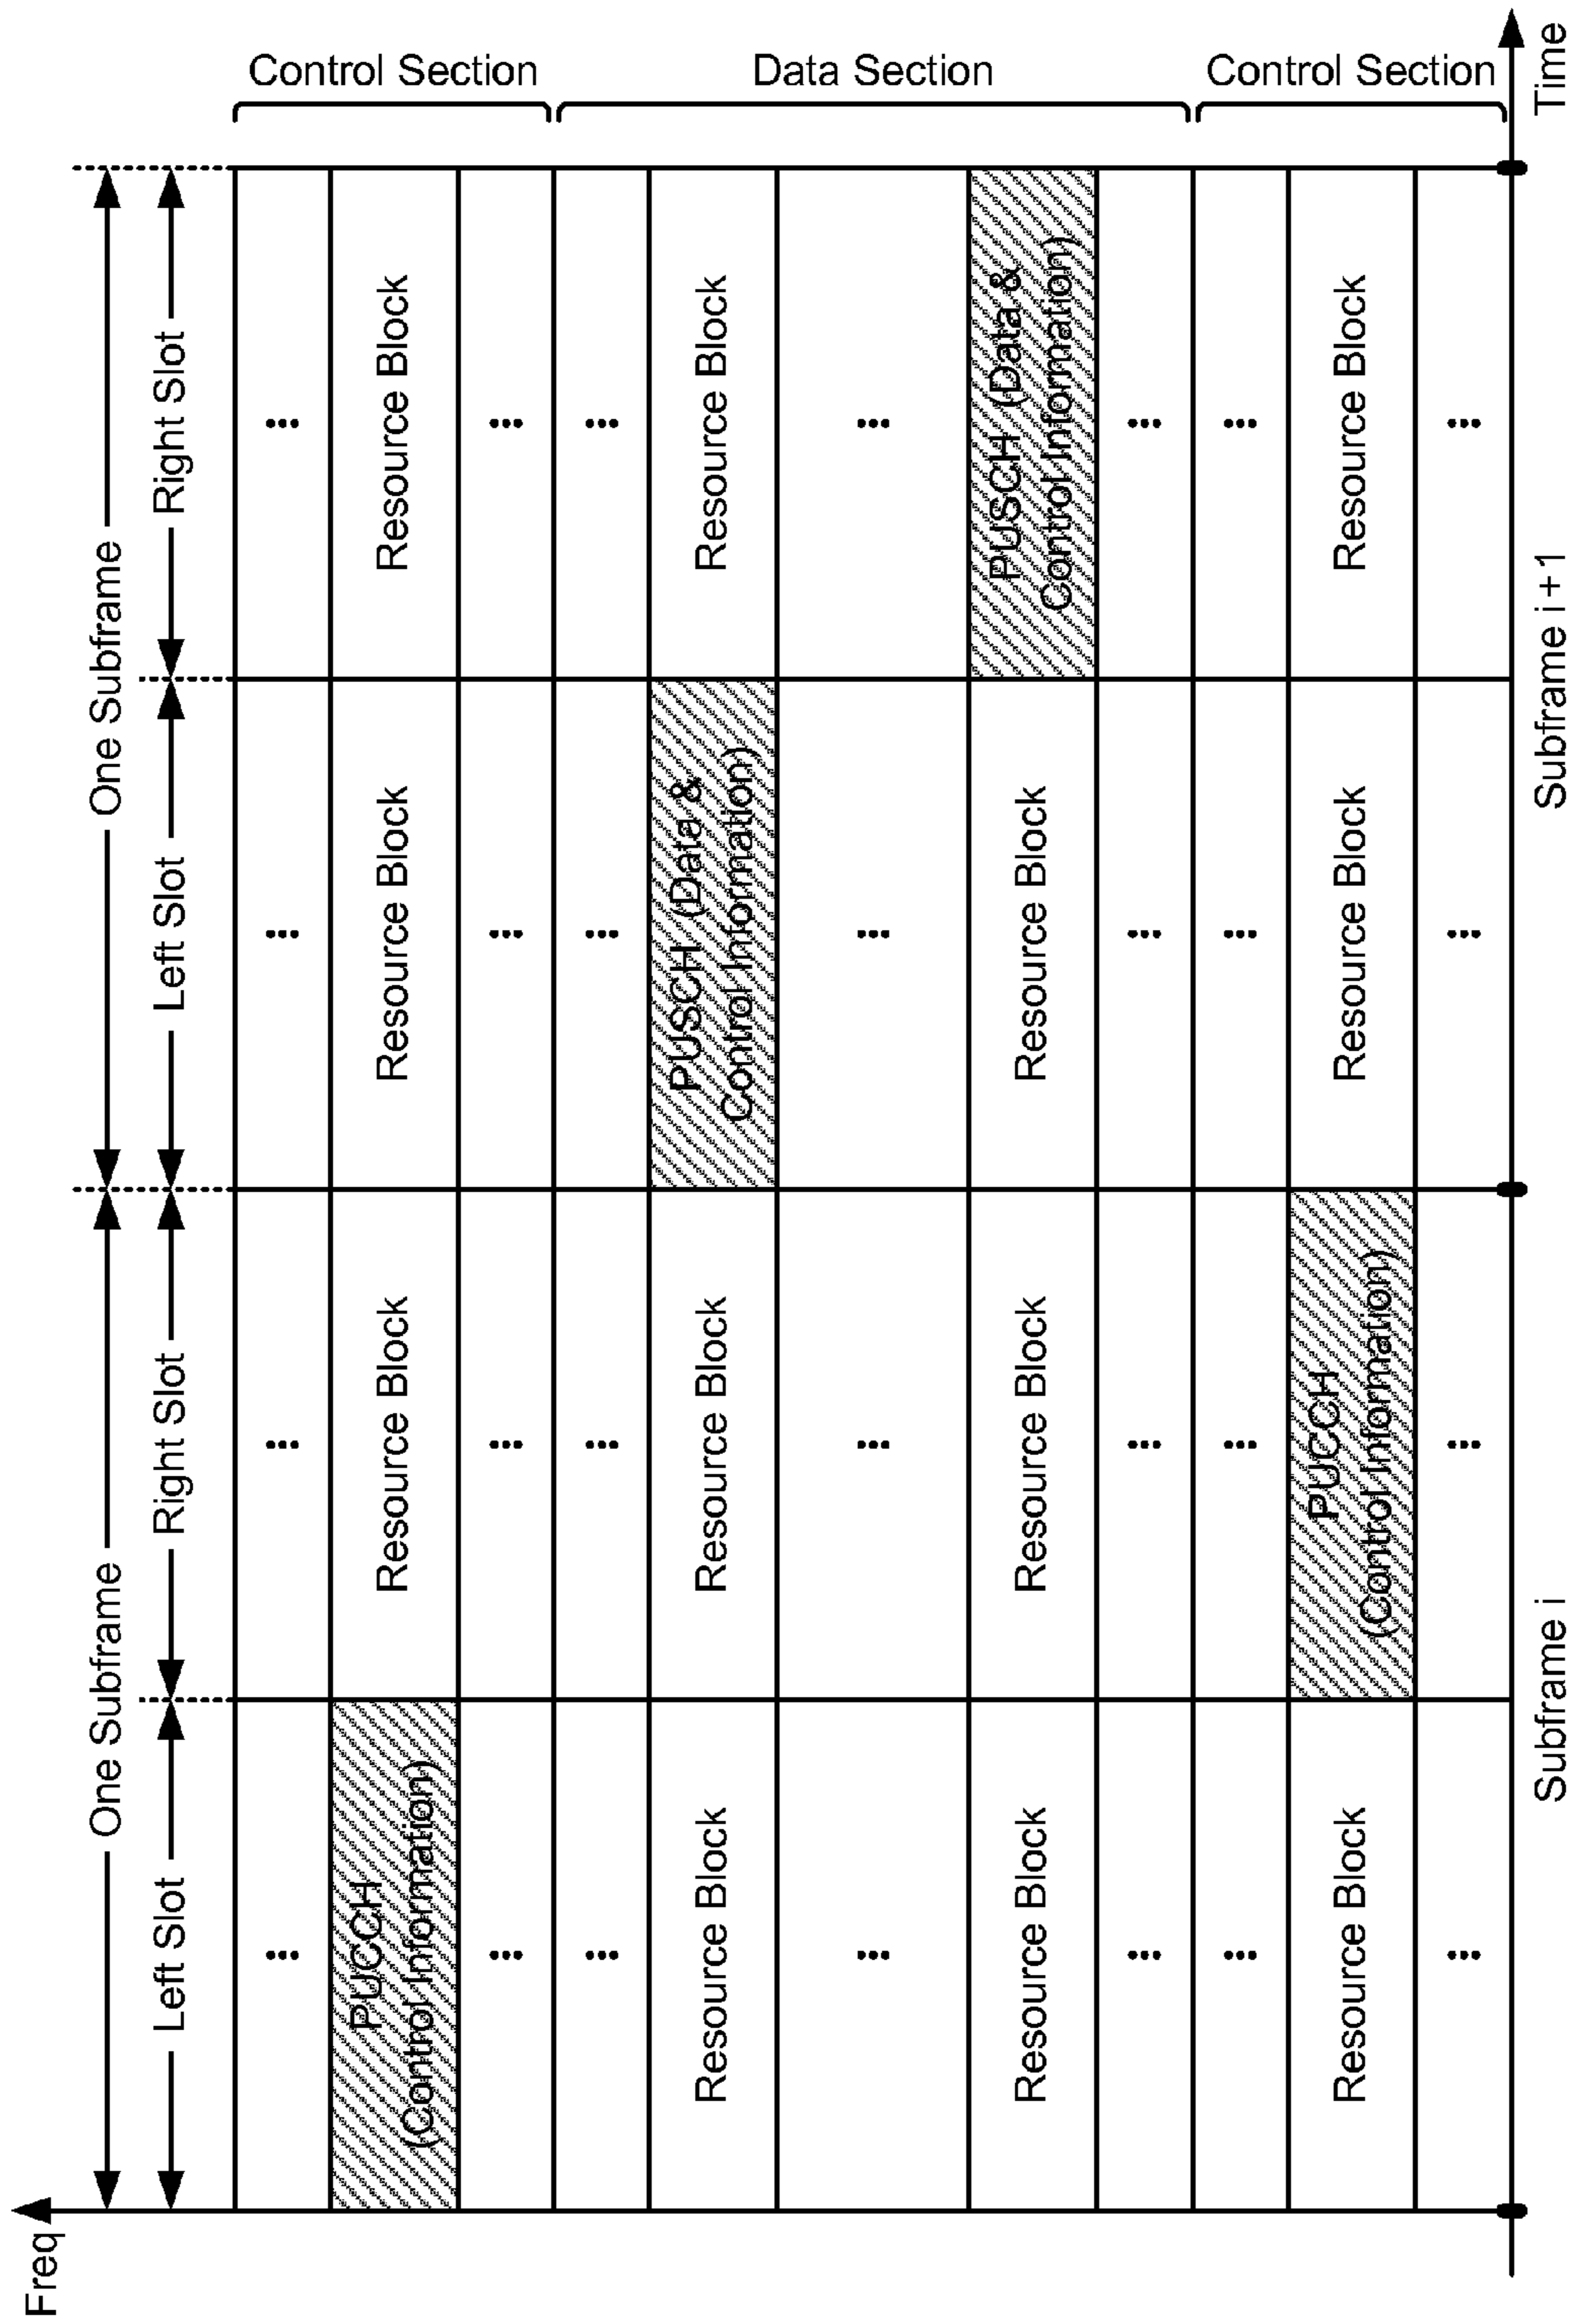 Freq
One Subframe
One Subframe
Left Slot
Right Slot
Left Slot
Right Slot
Control Section
... ... ... ...
PUCCH
(Control Information)
Resource Block
Resource Block
Resource Block
... ... ... ...
Data Section
... ... ... ...
Resource Block
Resource Block
PUSCH (Data &
Control Information)
Resource Block
... ... ... ...
Resource Block
Resource Block
Resource Block
PUSCH (Data &
Control Information)
... ... ... ...
Control Section
... ... ... ...
Resource Block
PUCCH
(Control Information)
Resource Block
Resource Block
... ... ... ...
Subframe i
Subframe i + 1
Time